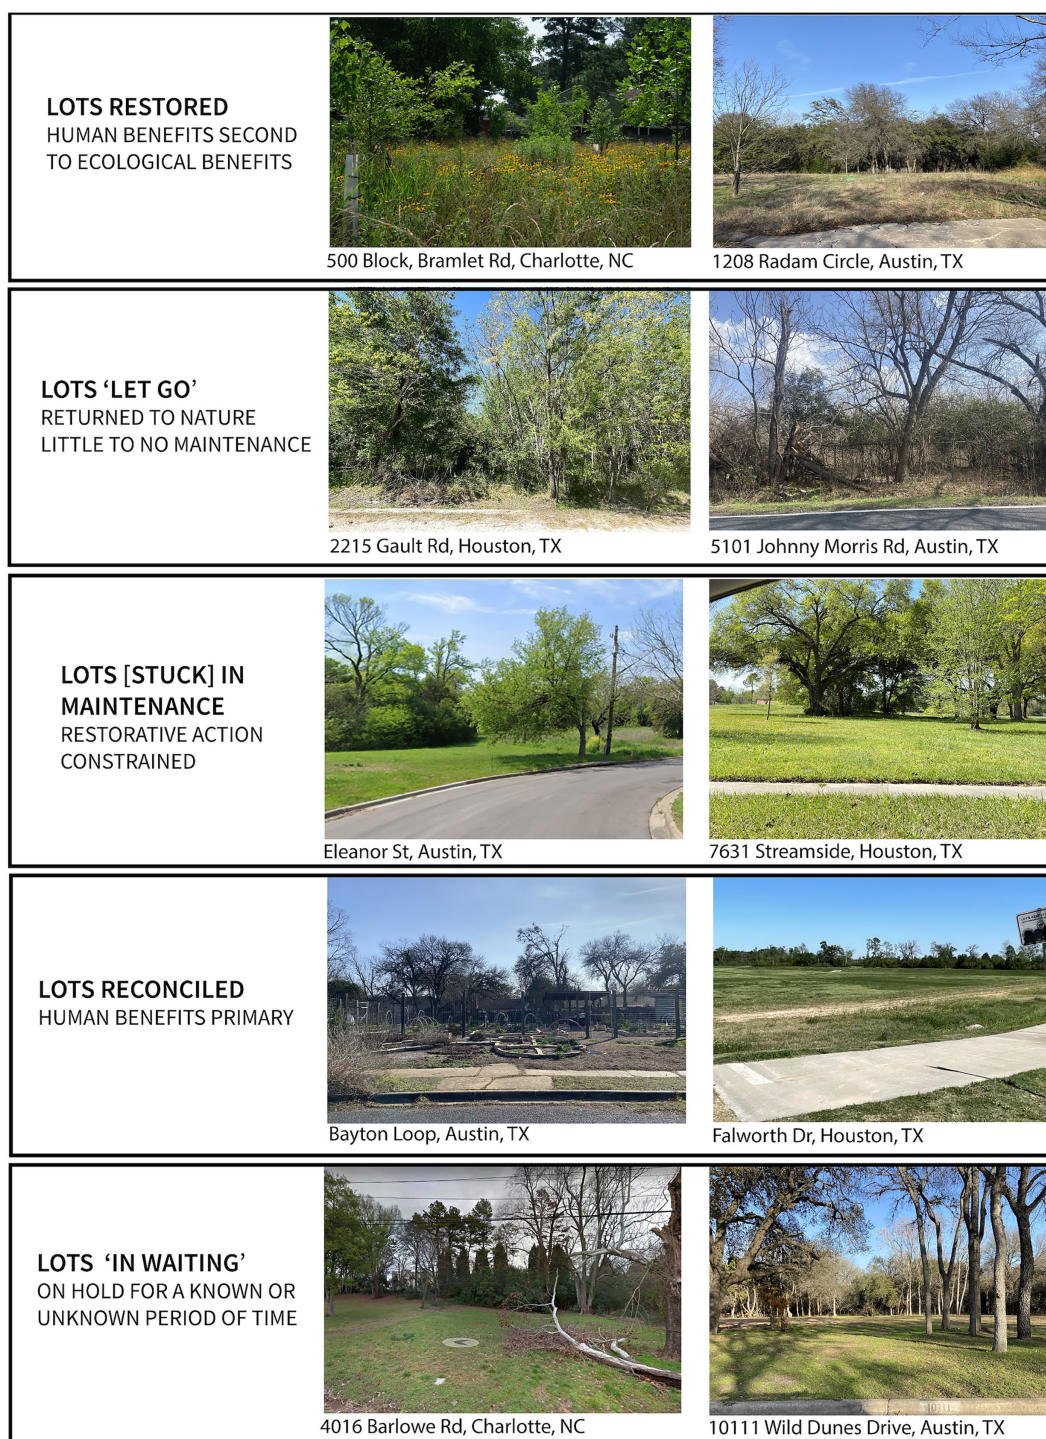 LOTS RESTORED
HUMAN BENEFITS SECOND
TO ECOLOGICAL BENEFITS
500 Block, Bramlet Rd, Charlotte, NC
1208 Radam Circle, Austin, TX
LOTS ‘LET GO’
RETURNED TO NATURE
LITTLE TO NO MAINTENANCE
2215 Gault Rd, Houston, TX
5101 Johnny Morris Rd, Austin, TX
LOTS [STUCK] IN
MAINTENANCE
RESTORATIVE ACTION
CONSTRAINED
Eleanor St, Austin, TX
7631 Streamside, Houston, TX
LOTS RECONCILED
HUMAN BENEFITS PRIMARY
Bayton Loop, Austin, TX
Falworth Dr, Houston, TX
LOTS ‘IN WAITING’
ON HOLD FOR A KNOWN OR
UNKNOWN PERIOD OF TIME
4016 Barlowe Rd, Charlotte, NC
10111 Wild Dunes Drive, Austin, TX